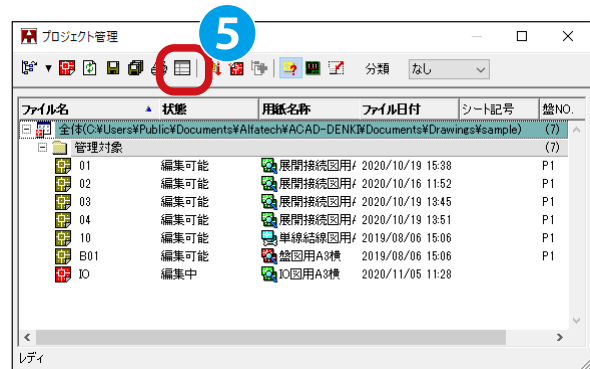 5
プロジェクト管理
分類 なし
ファイル名 状態 用紙名称 ファイル日付 シート記号 盤NO.
全体(C:¥Users¥Public¥Documents¥Alfatech¥ACAD-DENKI¥Documents¥Drawings¥sample) (7)
管理対象 (7)
01 編集可能 展開接続図用A 2020/10/19 15:38 P1
02 編集可能 展開接続図用A 2020/10/16 11:52 P1
03 編集可能 展開接続図用A 2020/10/19 13:45 P1
04 編集可能 展開接続図用A 2020/10/19 13:51 P1
10 編集可能 単線結線図用A 2019/08/06 15:06 P1
B01 編集可能 盤図用A3横 2019/08/06 15:06 P1
IO 編集中 IO図用A3横 2020/11/05 11:28
レディ